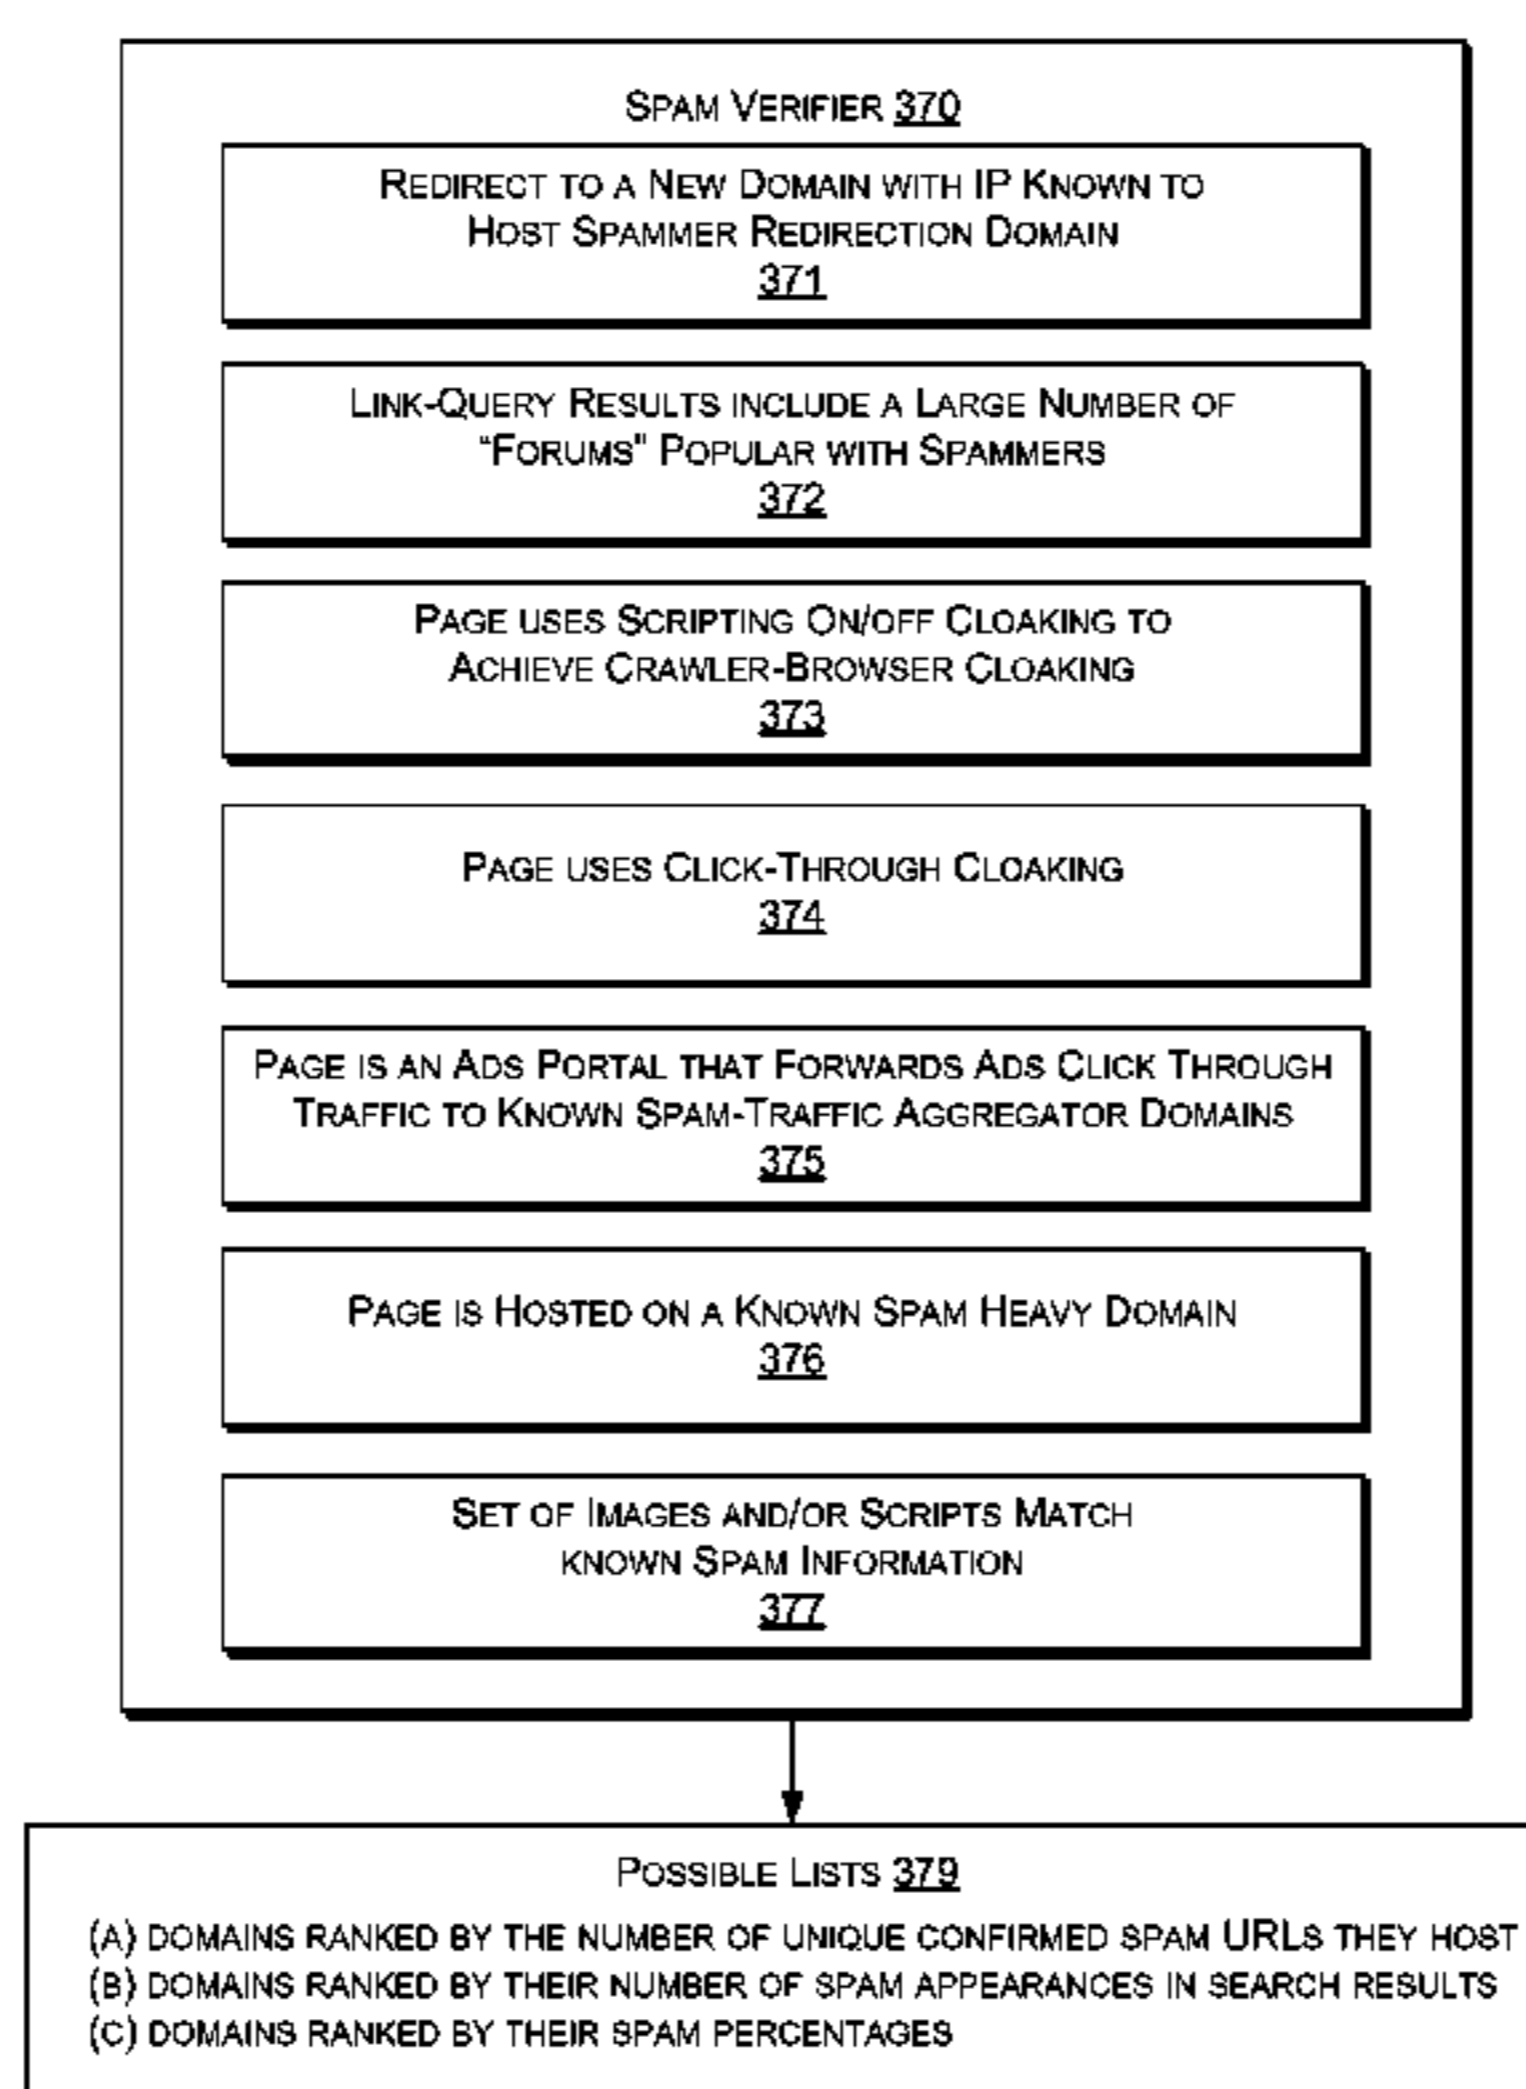 SPAM VERIFIER 370
REDIRECT TO A NEW DOMAIN WITH IP KNOWN TO
HOST SPAMMER REDIRECTION DOMAIN
371
LINK-QUERY RESULTS INCLUDE A LARGE NUMBER OF
"FORUMS" POPULAR WITH SPAMMERS
372
PAGE USES SCRIPTING ON/OFF CLOAKING TO
ACHIEVE CRAWLER-BROWSER CLOAKING
373
PAGE USES CLICK-THROUGH CLOAKING
374
PAGE IS AN ADS PORTAL THAT FORWARDS ADS CLICK THROUGH
TRAFFIC TO KNOWN SPAM-TRAFFIC AGGREGATOR DOMAINS
375
PAGE IS HOSTED ON A KNOWN SPAM HEAVY DOMAIN
376
SET OF IMAGES AND/OR SCRIPTS MATCH
KNOWN SPAM INFORMATION
377
POSSIBLE LISTS 379
(A) DOMAINS RANKED BY THE NUMBER OF UNIQUE CONFIRMED SPAM URLS THEY HOST
(B) DOMAINS RANKED BY THEIR NUMBER OF SPAM APPEARANCES IN SEARCH RESULTS
(C) DOMAINS RANKED BY THEIR SPAM PERCENTAGES